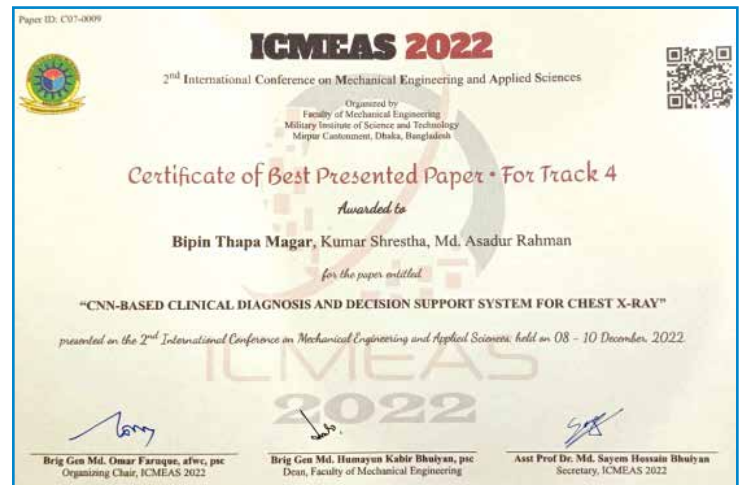 Paper ID: C07-0009
ICMEAS 2022
2nd International Conference on Mechanical Engineering and Applied Sciences
Organized by
Faculty of Mechanical Engineering
Military Institute of Science and Technology
Mirpur Cantonment, Dhaka, Bangladesh
Certificate of Best Presented Paper • For Track 4
Awarded to
Bipin Thapa Magar, Kumar Shrestha, Md. Asadur Rahman
for the paper entitled
“CNN-BASED CLINICAL DIAGNOSIS AND DECISION SUPPORT SYSTEM FOR CHEST X-RAY”
presented on the 2nd International Conference on Mechanical Engineering and Applied Sciences held on 08 - 10 December, 2022.
ICMEAS
2022
Brig Gen Md. Omar Faruque, afwc, psc
Organizing Chair, ICMEAS 2022
Brig Gen Md. Humayun Kabir Bhuiyan, psc
Dean, Faculty of Mechanical Engineering
Asst Prof Dr. Md. Sayem Hossain Bhuiyan
Secretary, ICMEAS 2022